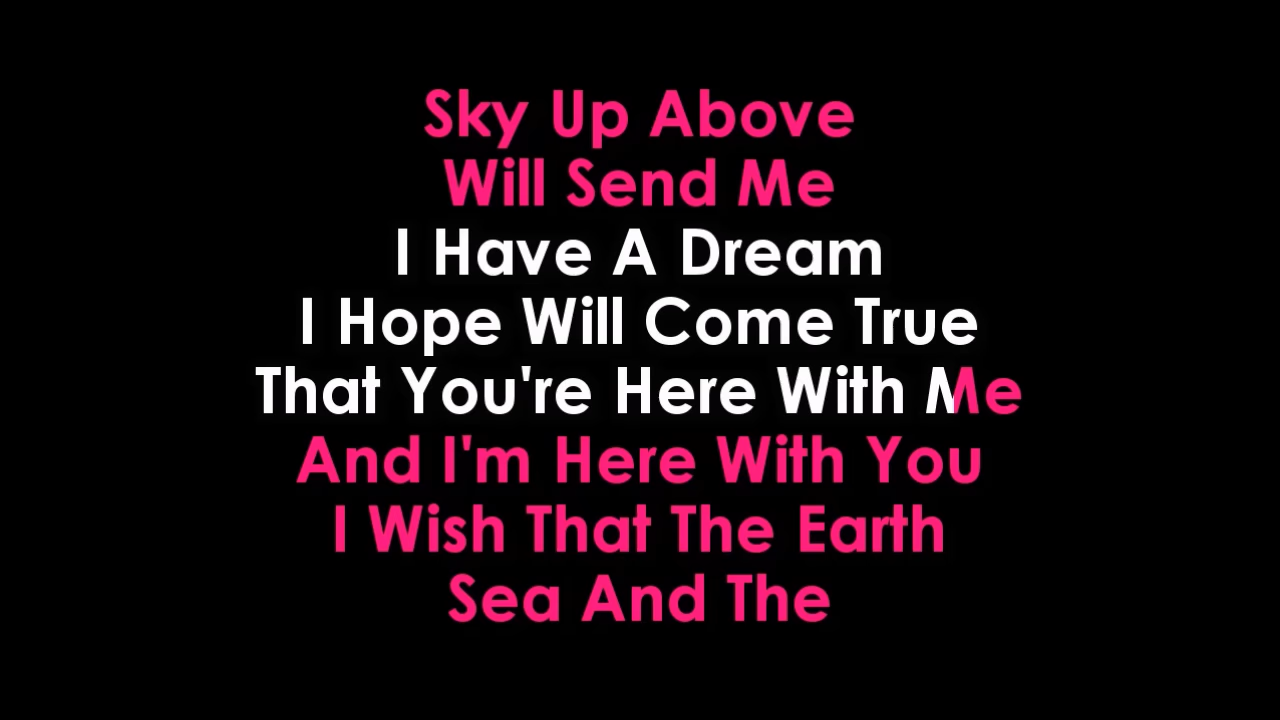 Sky Up Above
Will Send Me
I Have A Dream
I Hope Will Come True
That You're Here With Me
And I'm Here With You
I Wish That The Earth
Sea And The